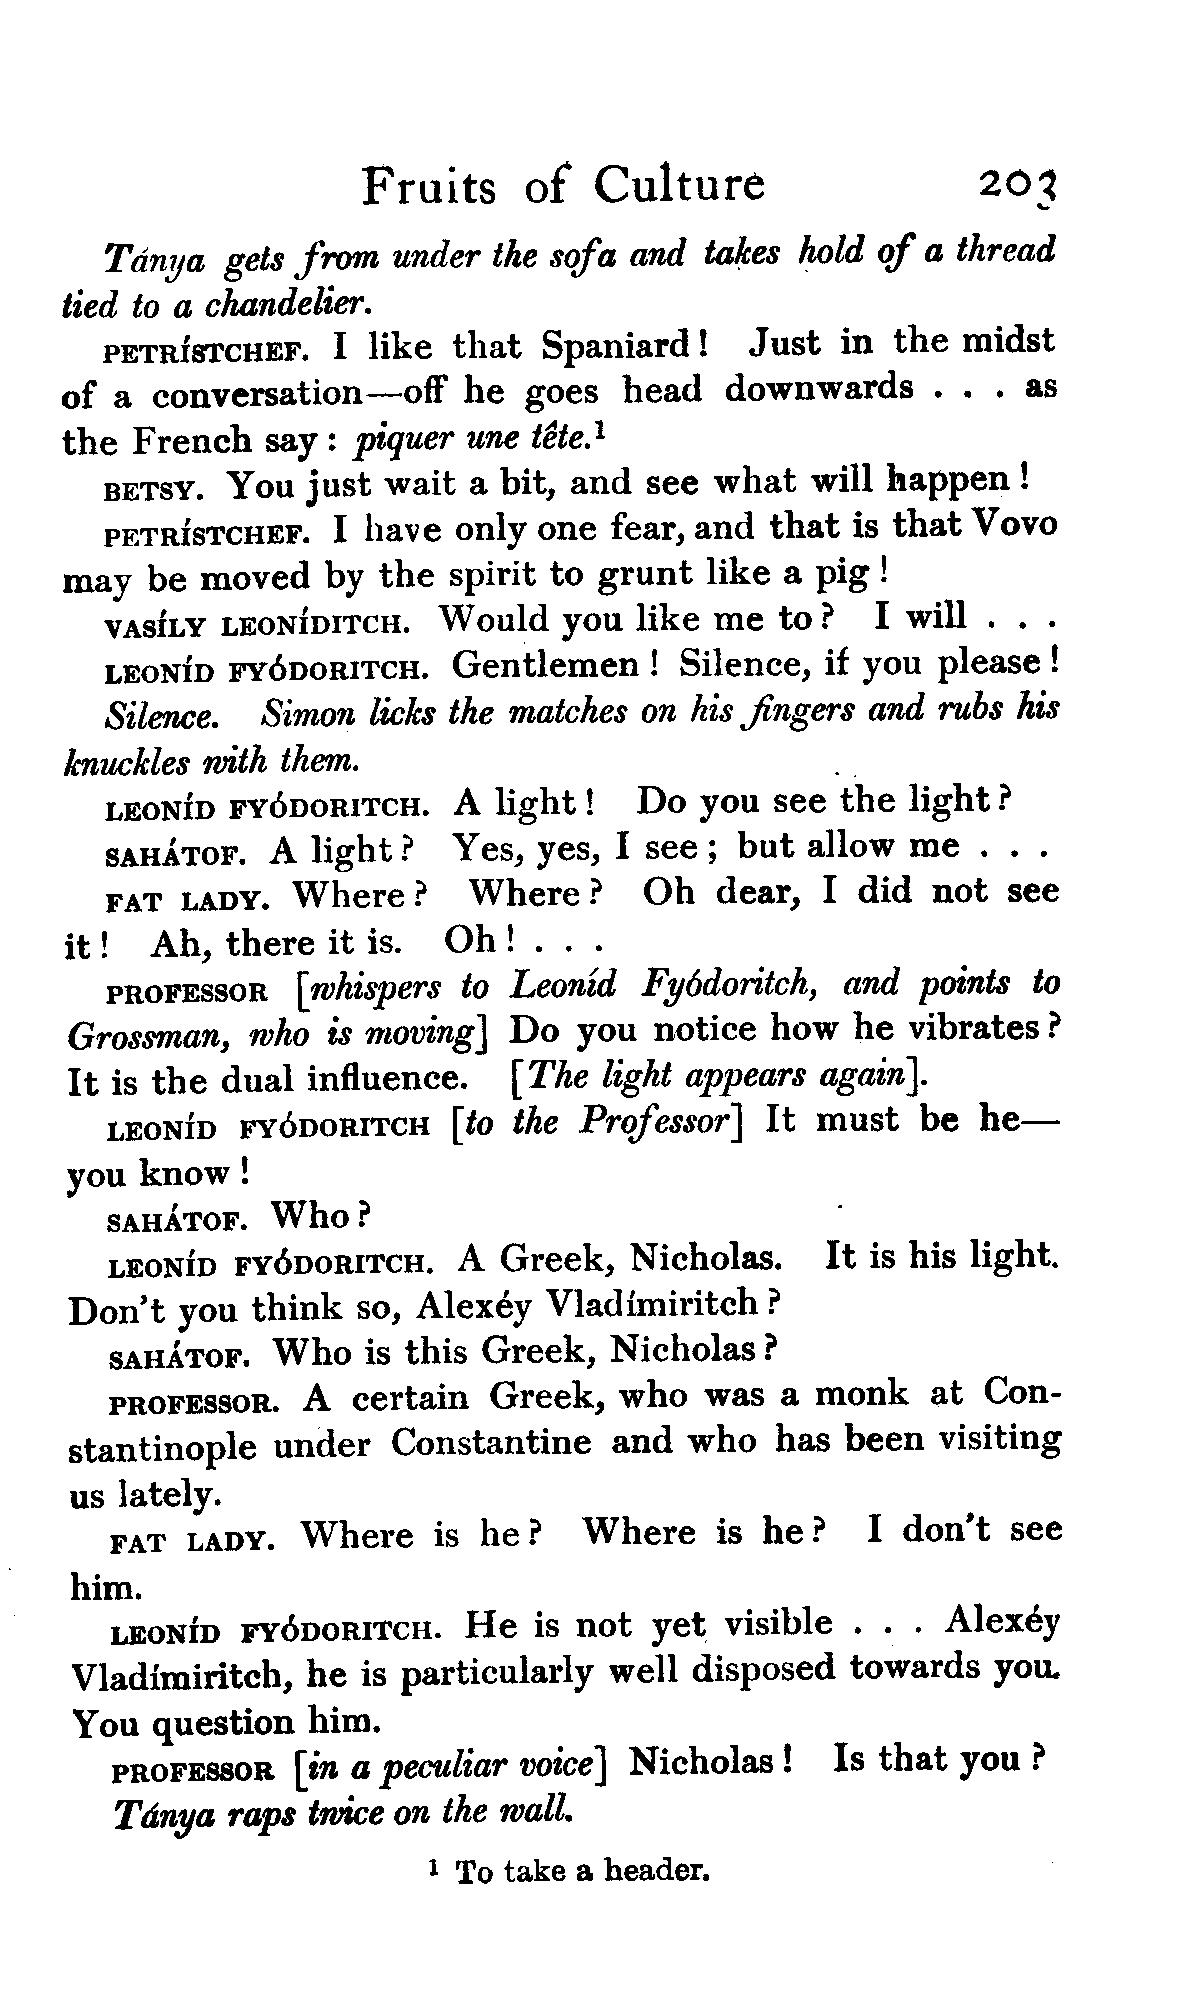 Fruits of Culture 203
Tánya gets from under the sofa and takes hold of a thread
tied to a chandelier.
PETRÍSTCHEF. I like that Spaniard! Just in the midst
of a conversation—off he goes head downwards . . . as
the French say: piquer une tête.¹
BETSY. You just wait a bit, and see what will happen!
PETRÍSTCHEF. I have only one fear, and that is that Vovo
may be moved by the spirit to grunt like a pig!
VASÍLY LEONÍDITCH. Would you like me to? I will . . .
LEONÍD FYÓDORITCH. Gentlemen! Silence, if you please!
Silence. Simon licks the matches on his fingers and rubs his
knuckles with them.
LEONÍD FYÓDORITCH. A light! Do you see the light?
SAHÁTOF. A light? Yes, yes, I see; but allow me . . .
FAT LADY. Where? Where? Oh dear, I did not see
it! Ah, there it is. Oh! . . .
PROFESSOR [whispers to Leoníd Fyódoritch, and points to
Grossman, who is moving] Do you notice how he vibrates?
It is the dual influence. [The light appears again].
LEONÍD FYÓDORITCH [to the Professor] It must be he—
you know!
SAHÁTOF. Who?
LEONÍD FYÓDORITCH. A Greek, Nicholas. It is his light.
Don't you think so, Alexéy Vladímiritch?
SAHÁTOF. Who is this Greek, Nicholas?
PROFESSOR. A certain Greek, who was a monk at Con-
stantinople under Constantine and who has been visiting
us lately.
FAT LADY. Where is he? Where is he? I don't see
him.
LEONÍD FYÓDORITCH. He is not yet visible . . . Alexéy
Vladímiritch, he is particularly well disposed towards you.
You question him.
PROFESSOR [in a peculiar voice] Nicholas! Is that you?
Tánya raps twice on the wall.
¹ To take a header.